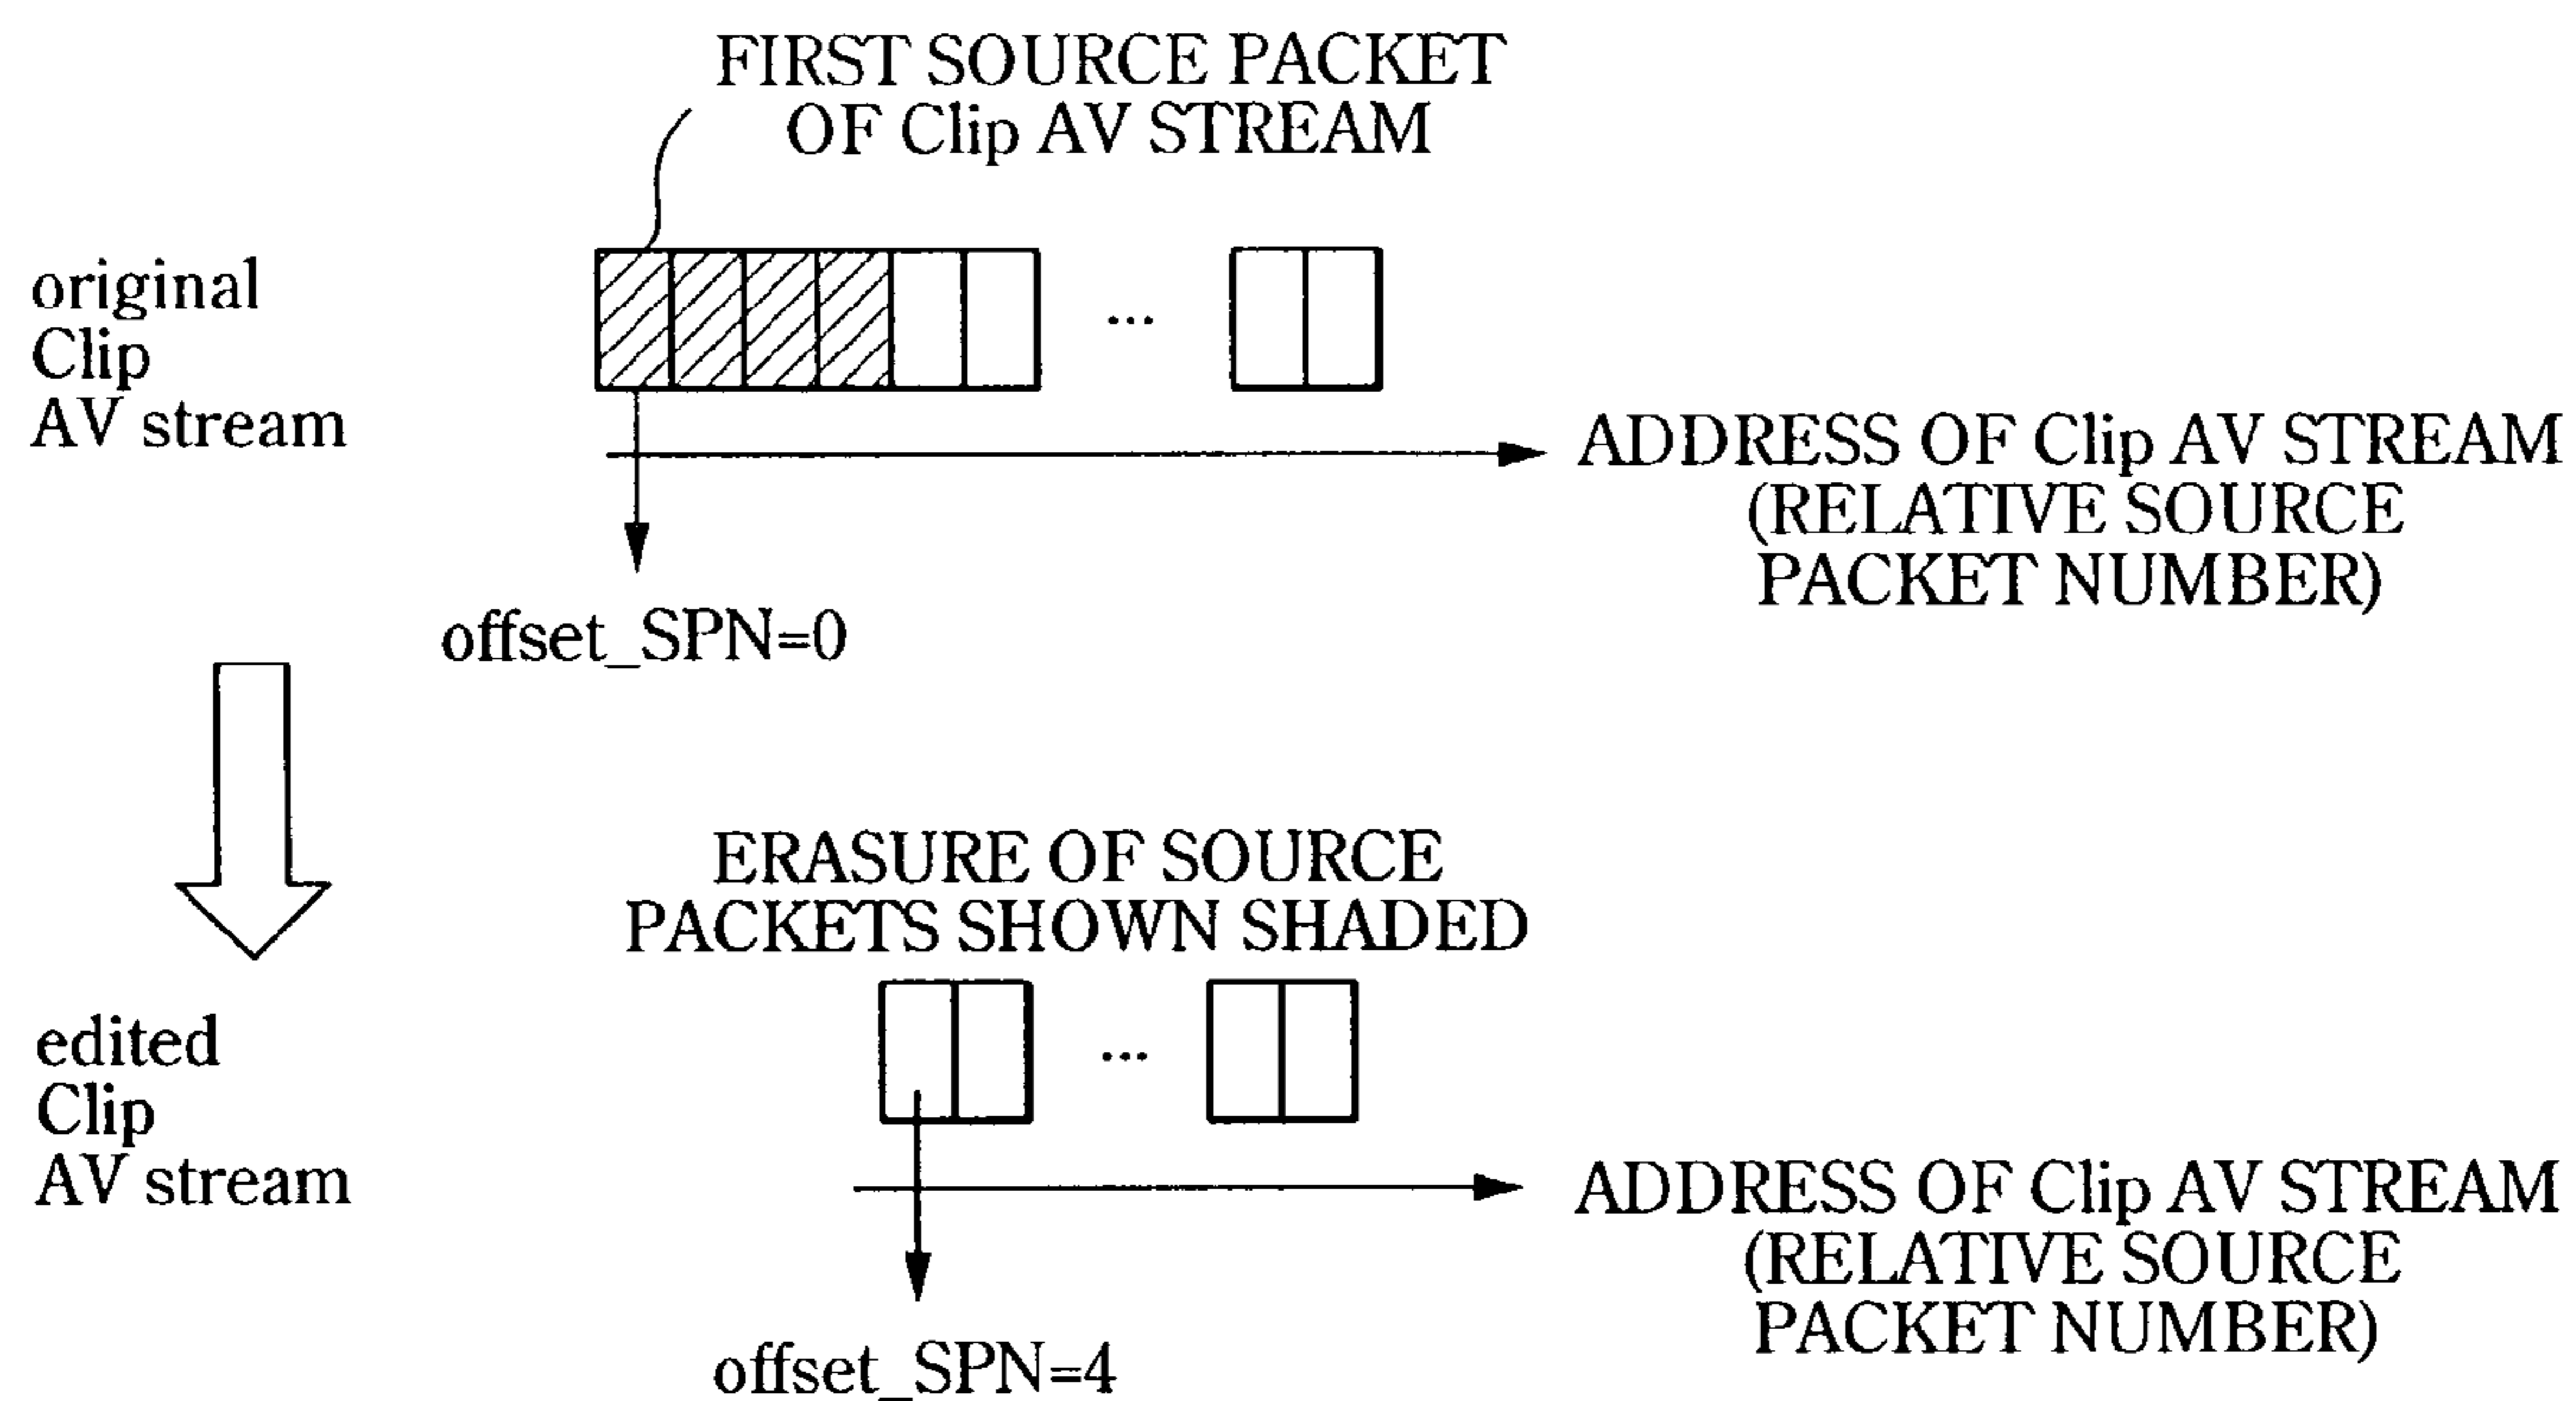 FIRST SOURCE PACKET
OF Clip AV STREAM
original
Clip
AV stream
...
ADDRESS OF Clip AV STREAM
(RELATIVE SOURCE
PACKET NUMBER)
offset_SPN=0
ERASURE OF SOURCE
PACKETS SHOWN SHADED
edited
Clip
AV stream
...
ADDRESS OF Clip AV STREAM
(RELATIVE SOURCE
PACKET NUMBER)
offset_SPN=4